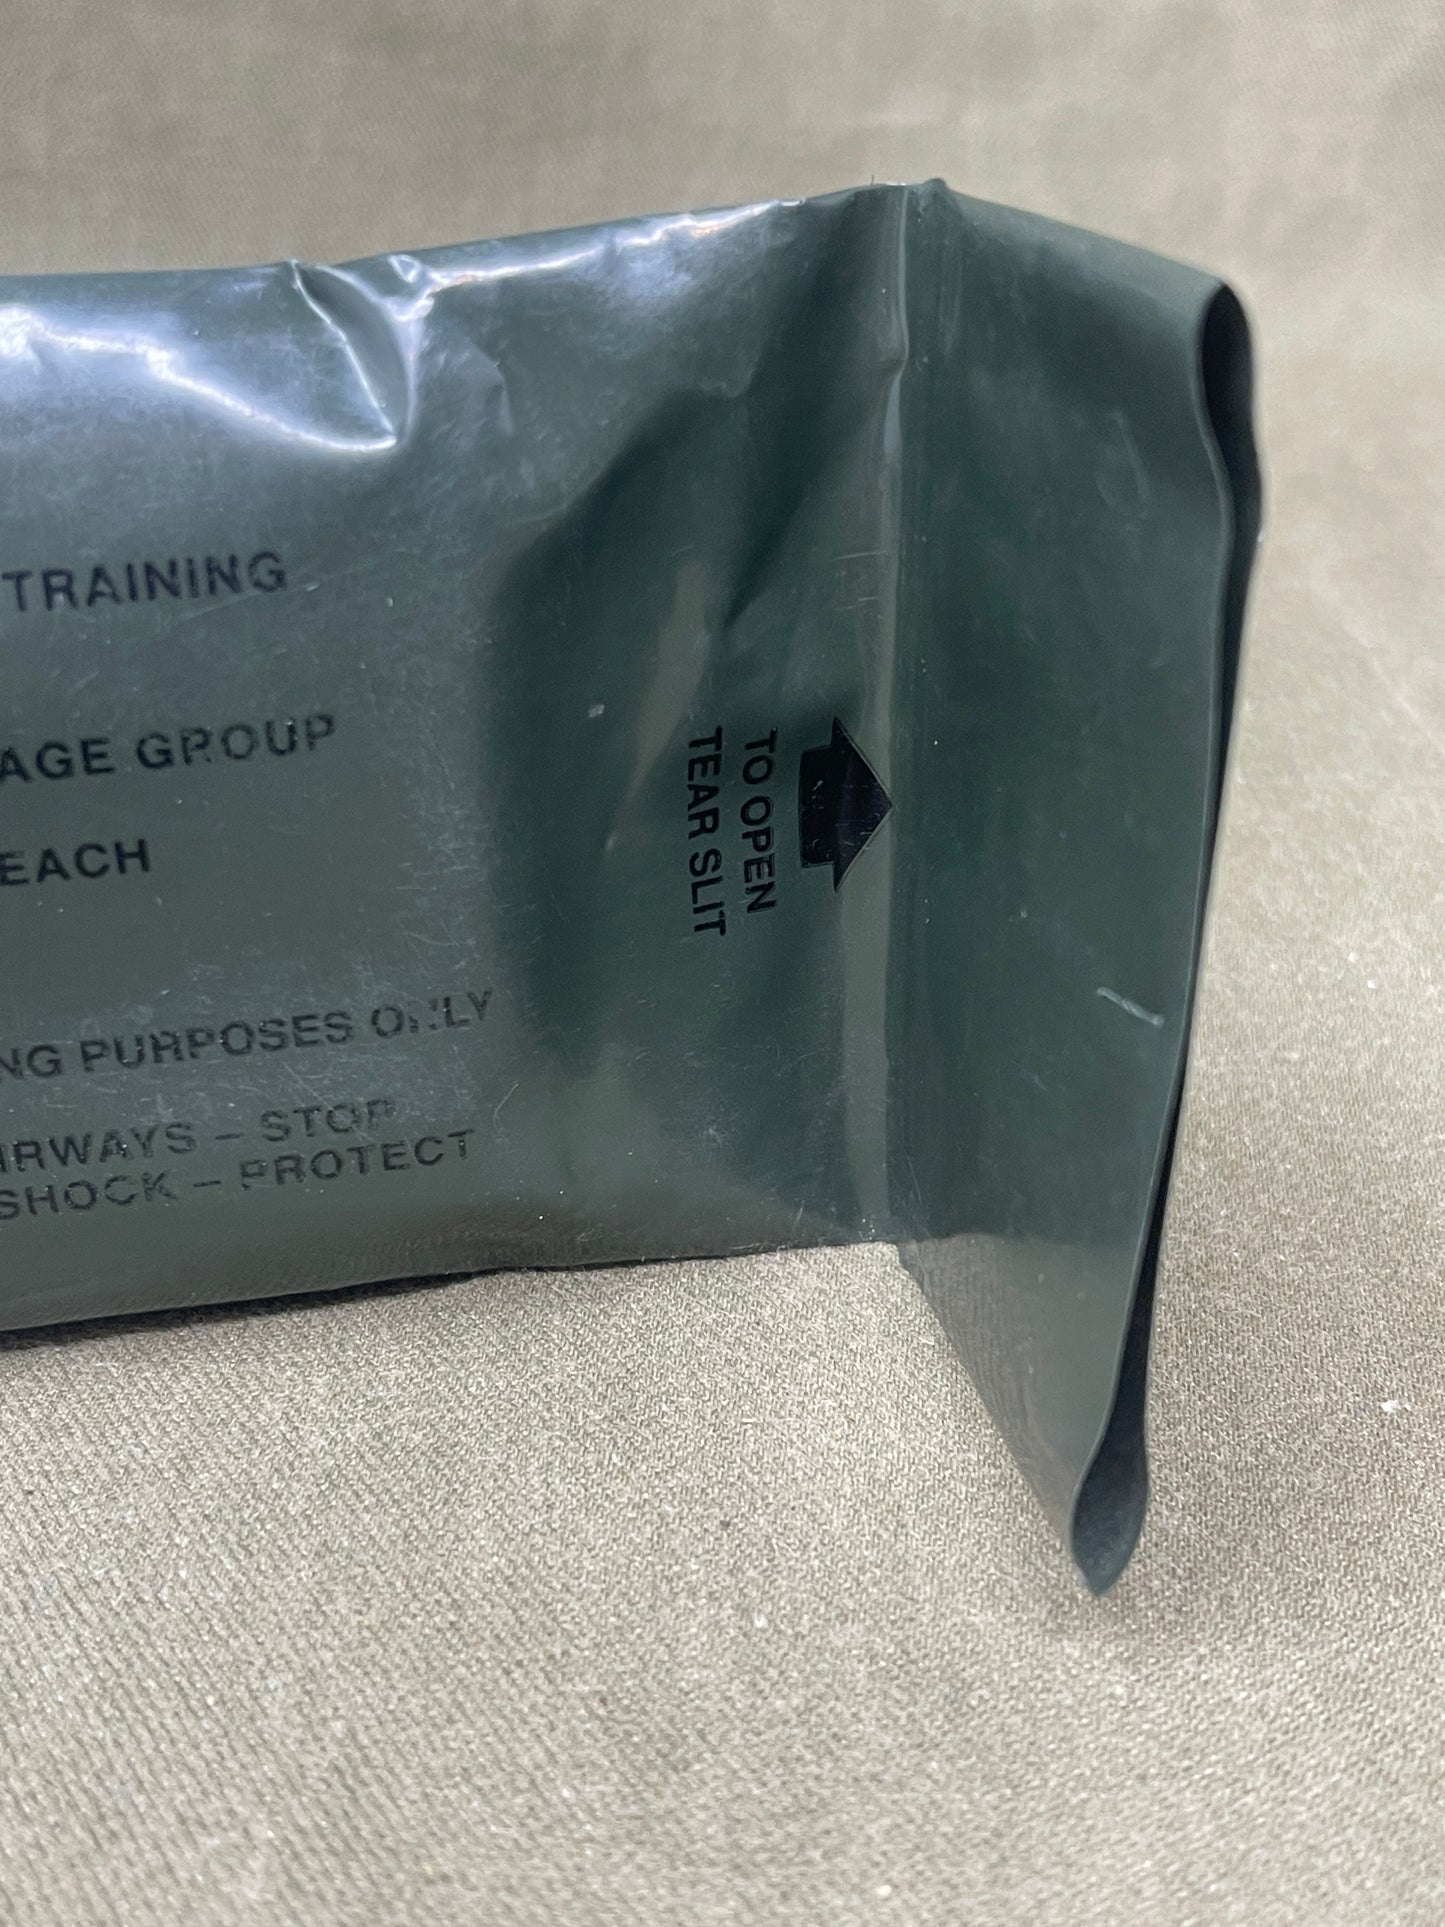 TRAINING
AGE GROUP
EACH
NG PURPOSES ONLY
IRWAYS – STOP
SHOCK – PROTECT
TO OPEN
TEAR SLIT